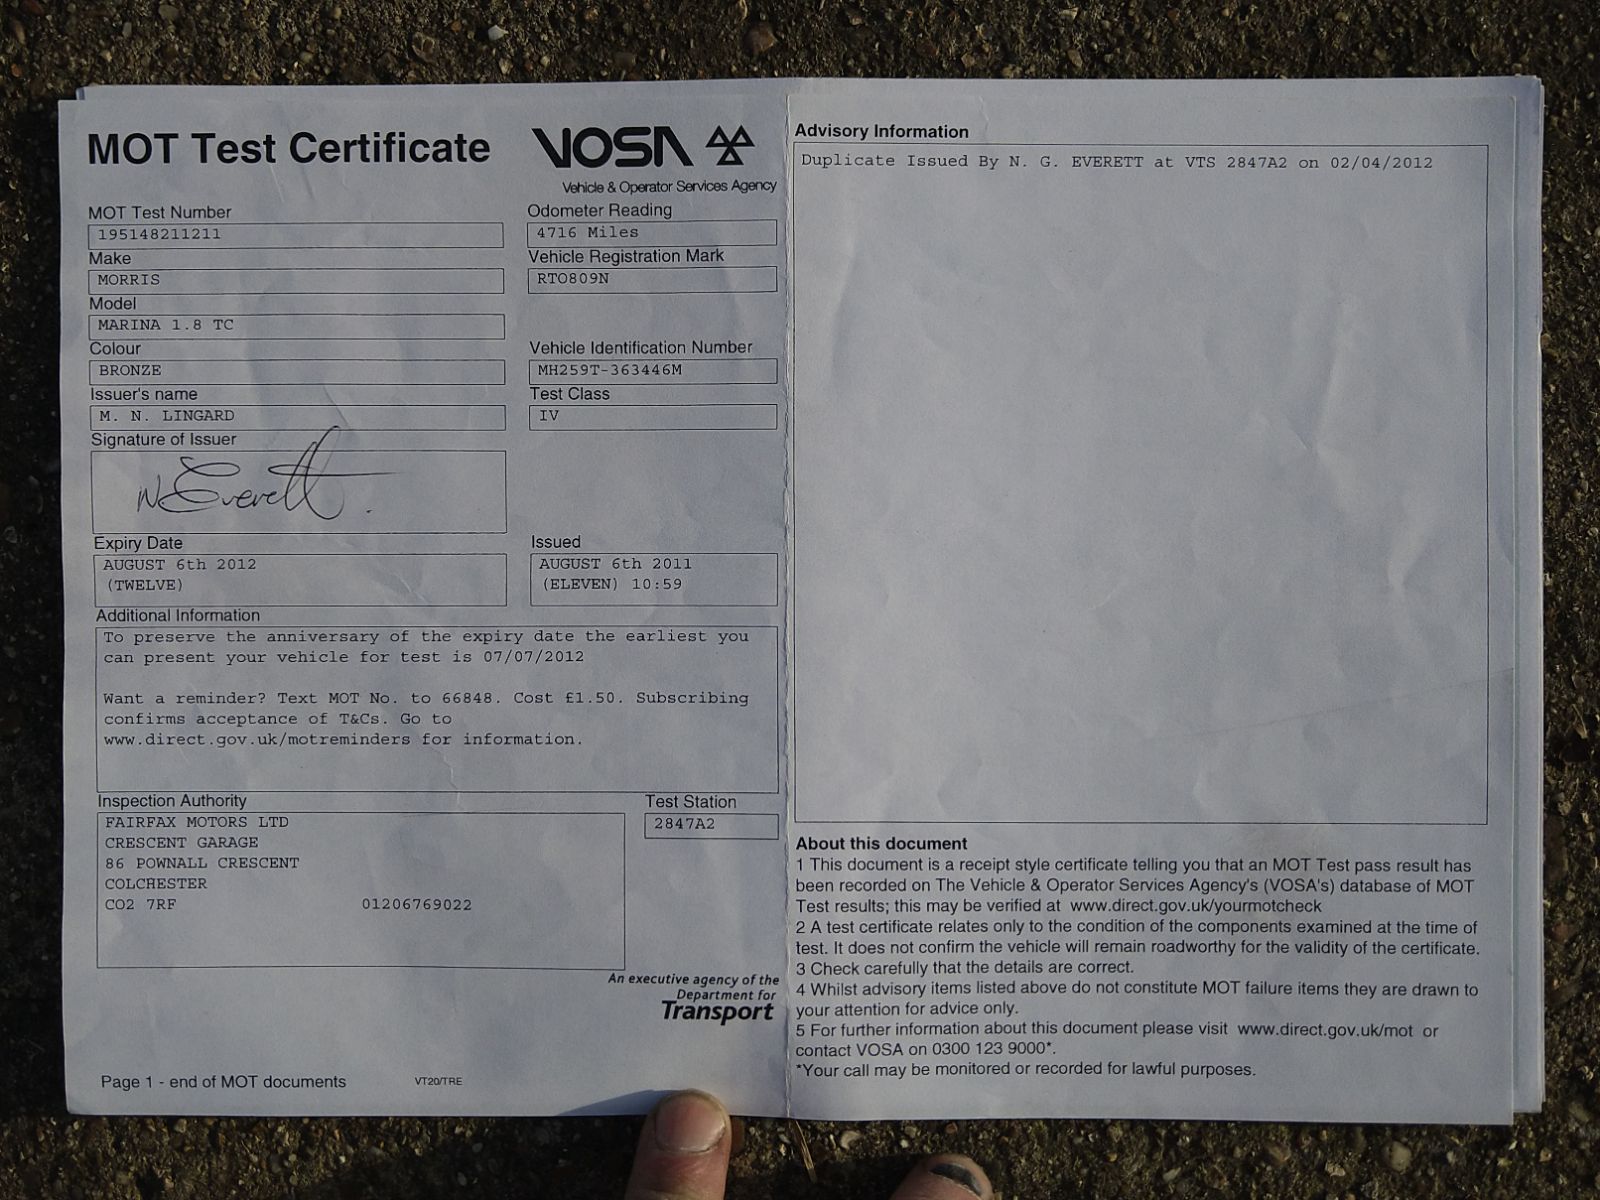 MOT Test Certificate
VOSA
Vehicle & Operator Services Agency
MOT Test Number
195148211211
Odometer Reading
4716 Miles
Make
MORRIS
Vehicle Registration Mark
RTO809N
Model
MARINA 1.8 TC
Colour
BRONZE
Vehicle Identification Number
MH259T-363446M
Issuer's name
M. N. LINGARD
Test Class
IV
Signature of Issuer
N. Everett.
Expiry Date
AUGUST 6th 2012
(TWELVE)
Issued
AUGUST 6th 2011
(ELEVEN) 10:59
Additional Information
To preserve the anniversary of the expiry date the earliest you
can present your vehicle for test is 07/07/2012
Want a reminder? Text MOT No. to 66848. Cost £1.50. Subscribing
confirms acceptance of T&Cs. Go to
www.direct.gov.uk/motreminders for information.
Inspection Authority
FAIRFAX MOTORS LTD
CRESCENT GARAGE
86 POWNALL CRESCENT
COLCHESTER
CO2 7RF 01206769022
Test Station
2847A2
An executive agency of the
Department for
Transport
Page 1 - end of MOT documents
VT20/TRE
Advisory Information
Duplicate Issued By N. G. EVERETT at VTS 2847A2 on 02/04/2012
About this document
1 This document is a receipt style certificate telling you that an MOT Test pass result has
been recorded on The Vehicle & Operator Services Agency's (VOSA's) database of MOT
Test results; this may be verified at www.direct.gov.uk/yourmotcheck
2 A test certificate relates only to the condition of the components examined at the time of
test. It does not confirm the vehicle will remain roadworthy for the validity of the certificate.
3 Check carefully that the details are correct.
4 Whilst advisory items listed above do not constitute MOT failure items they are drawn to
your attention for advice only.
5 For further information about this document please visit www.direct.gov.uk/mot or
contact VOSA on 0300 123 9000*.
*Your call may be monitored or recorded for lawful purposes.